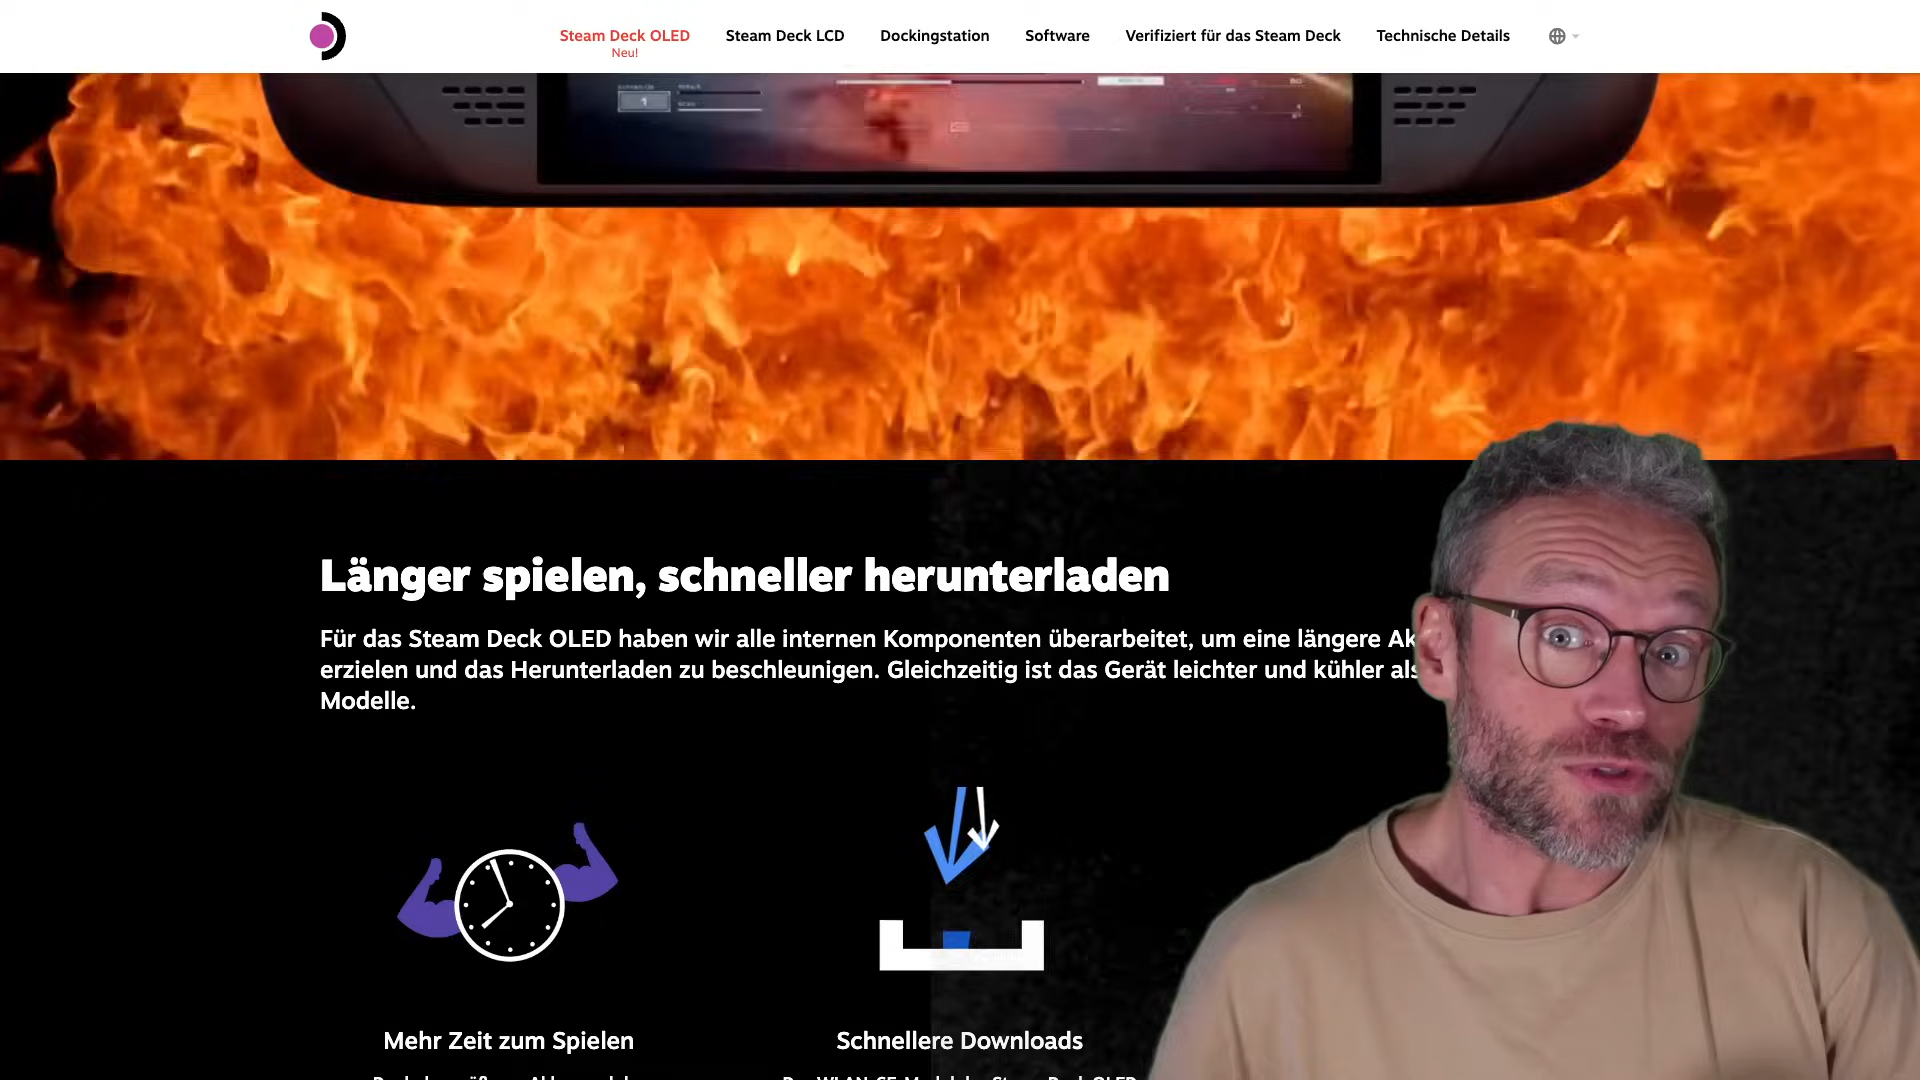 Steam Deck OLED
Neu!
Steam Deck LCD
Dockingstation
Software
Verifiziert für das Steam Deck
Technische Details
Länger spielen, schneller herunterladen
Für das Steam Deck OLED haben wir alle internen Komponenten überarbeitet, um eine längere
erzielen und das Herunterladen zu beschleunigen. Gleichzeitig ist das Gerät leichter und kühler als
Modelle.
Mehr Zeit zum Spielen
Schnellere Downloads